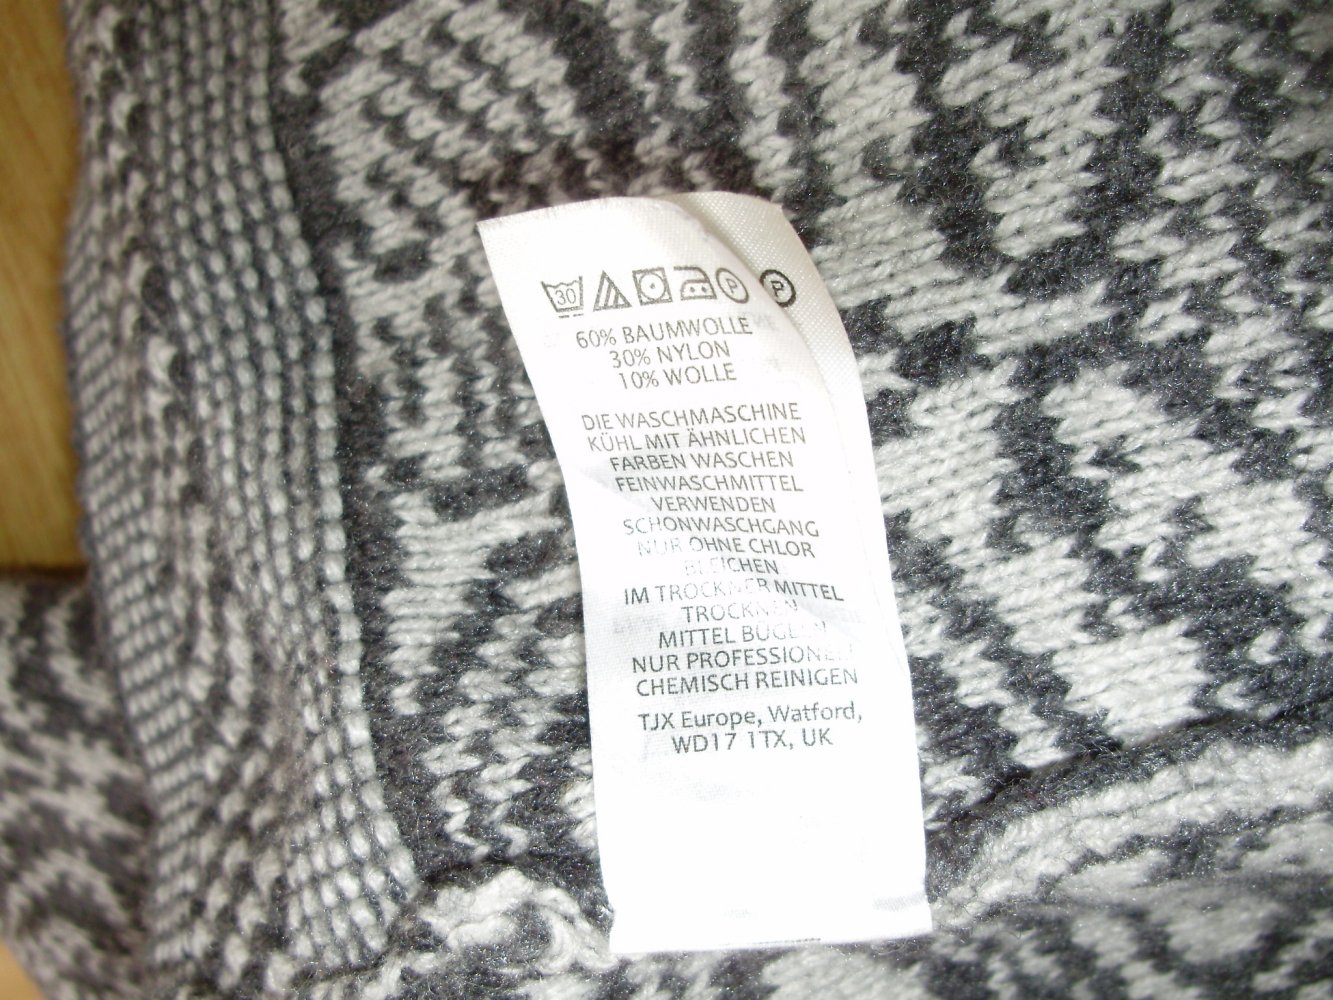 30 P P
60% BAUMWOLLE
30% NYLON
10% WOLLE
DIE WASCHMASCHINE
KÜHL MIT ÄHNLICHEN
FARBEN WASCHEN
FEINWASCHMITTEL
VERWENDEN
SCHONWASCHGANG
NUR OHNE CHLOR
BLEICHEN
IM TROCKNER MITTEL
TROCKNEN
MITTEL BÜGELN
NUR PROFESSIONELL
CHEMISCH REINIGEN
TJX Europe, Watford,
WD17 1TX, UK